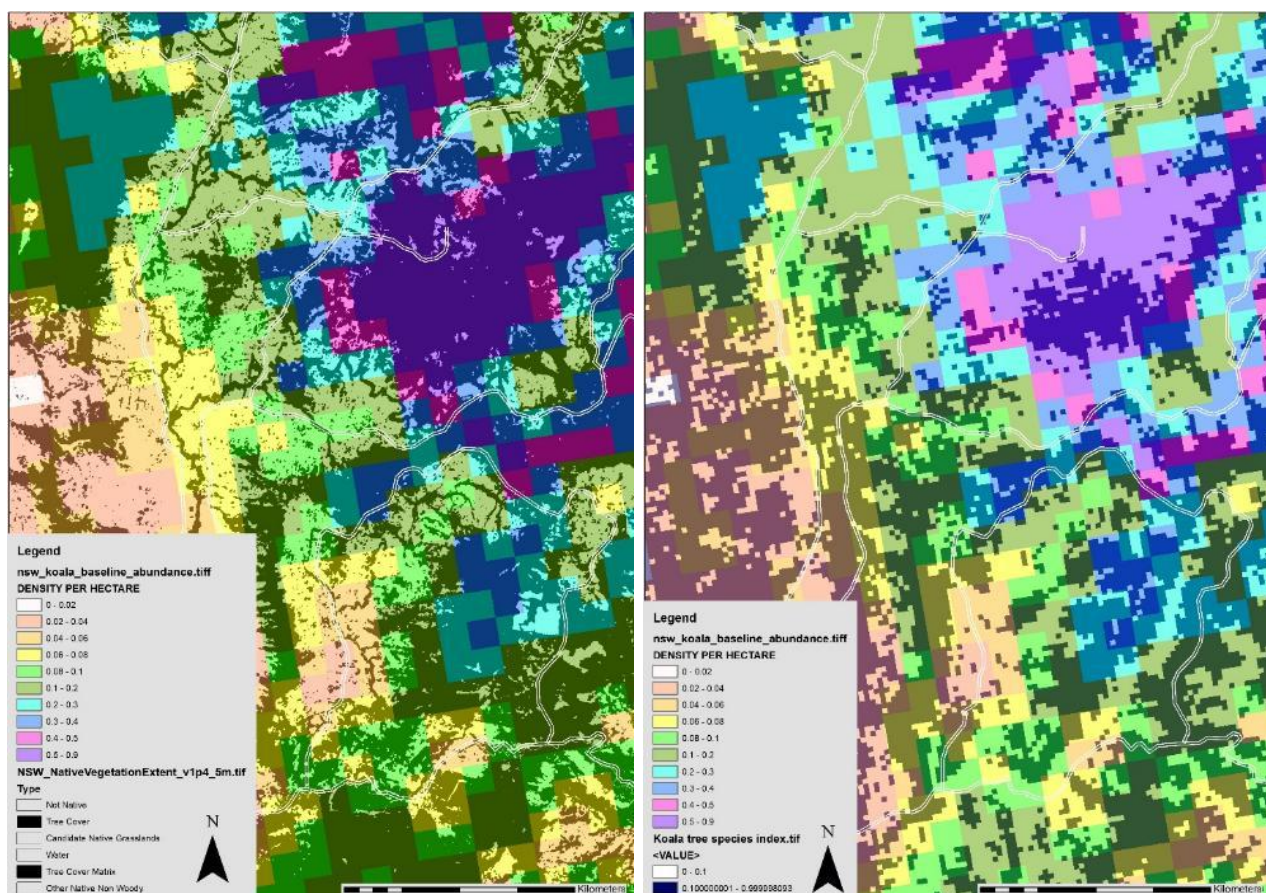 Legend
nsw_koala_baseline_abundance.tiff
DENSITY PER HECTARE
0 - 0.02
0.02 - 0.04
0.04 - 0.06
0.06 - 0.08
0.08 - 0.1
0.1 - 0.2
0.2 - 0.3
0.3 - 0.4
0.4 - 0.5
0.5 - 0.9
NSW_NativeVegetationExtent_v1p4_5m.tif
Type
Not Native
Tree Cover
Candidate Native Grasslands
Water
Tree Cover Matrix
Other Native Non Woody
N
Kilometers
Legend
nsw_koala_baseline_abundance.tiff
DENSITY PER HECTARE
0 - 0.02
0.02 - 0.04
0.04 - 0.06
0.06 - 0.08
0.08 - 0.1
0.1 - 0.2
0.2 - 0.3
0.3 - 0.4
0.4 - 0.5
0.5 - 0.9
Koala tree species index.tif
<VALUE>
0 - 0.1
0.100000001 - 0.999098093
N
Kilometers